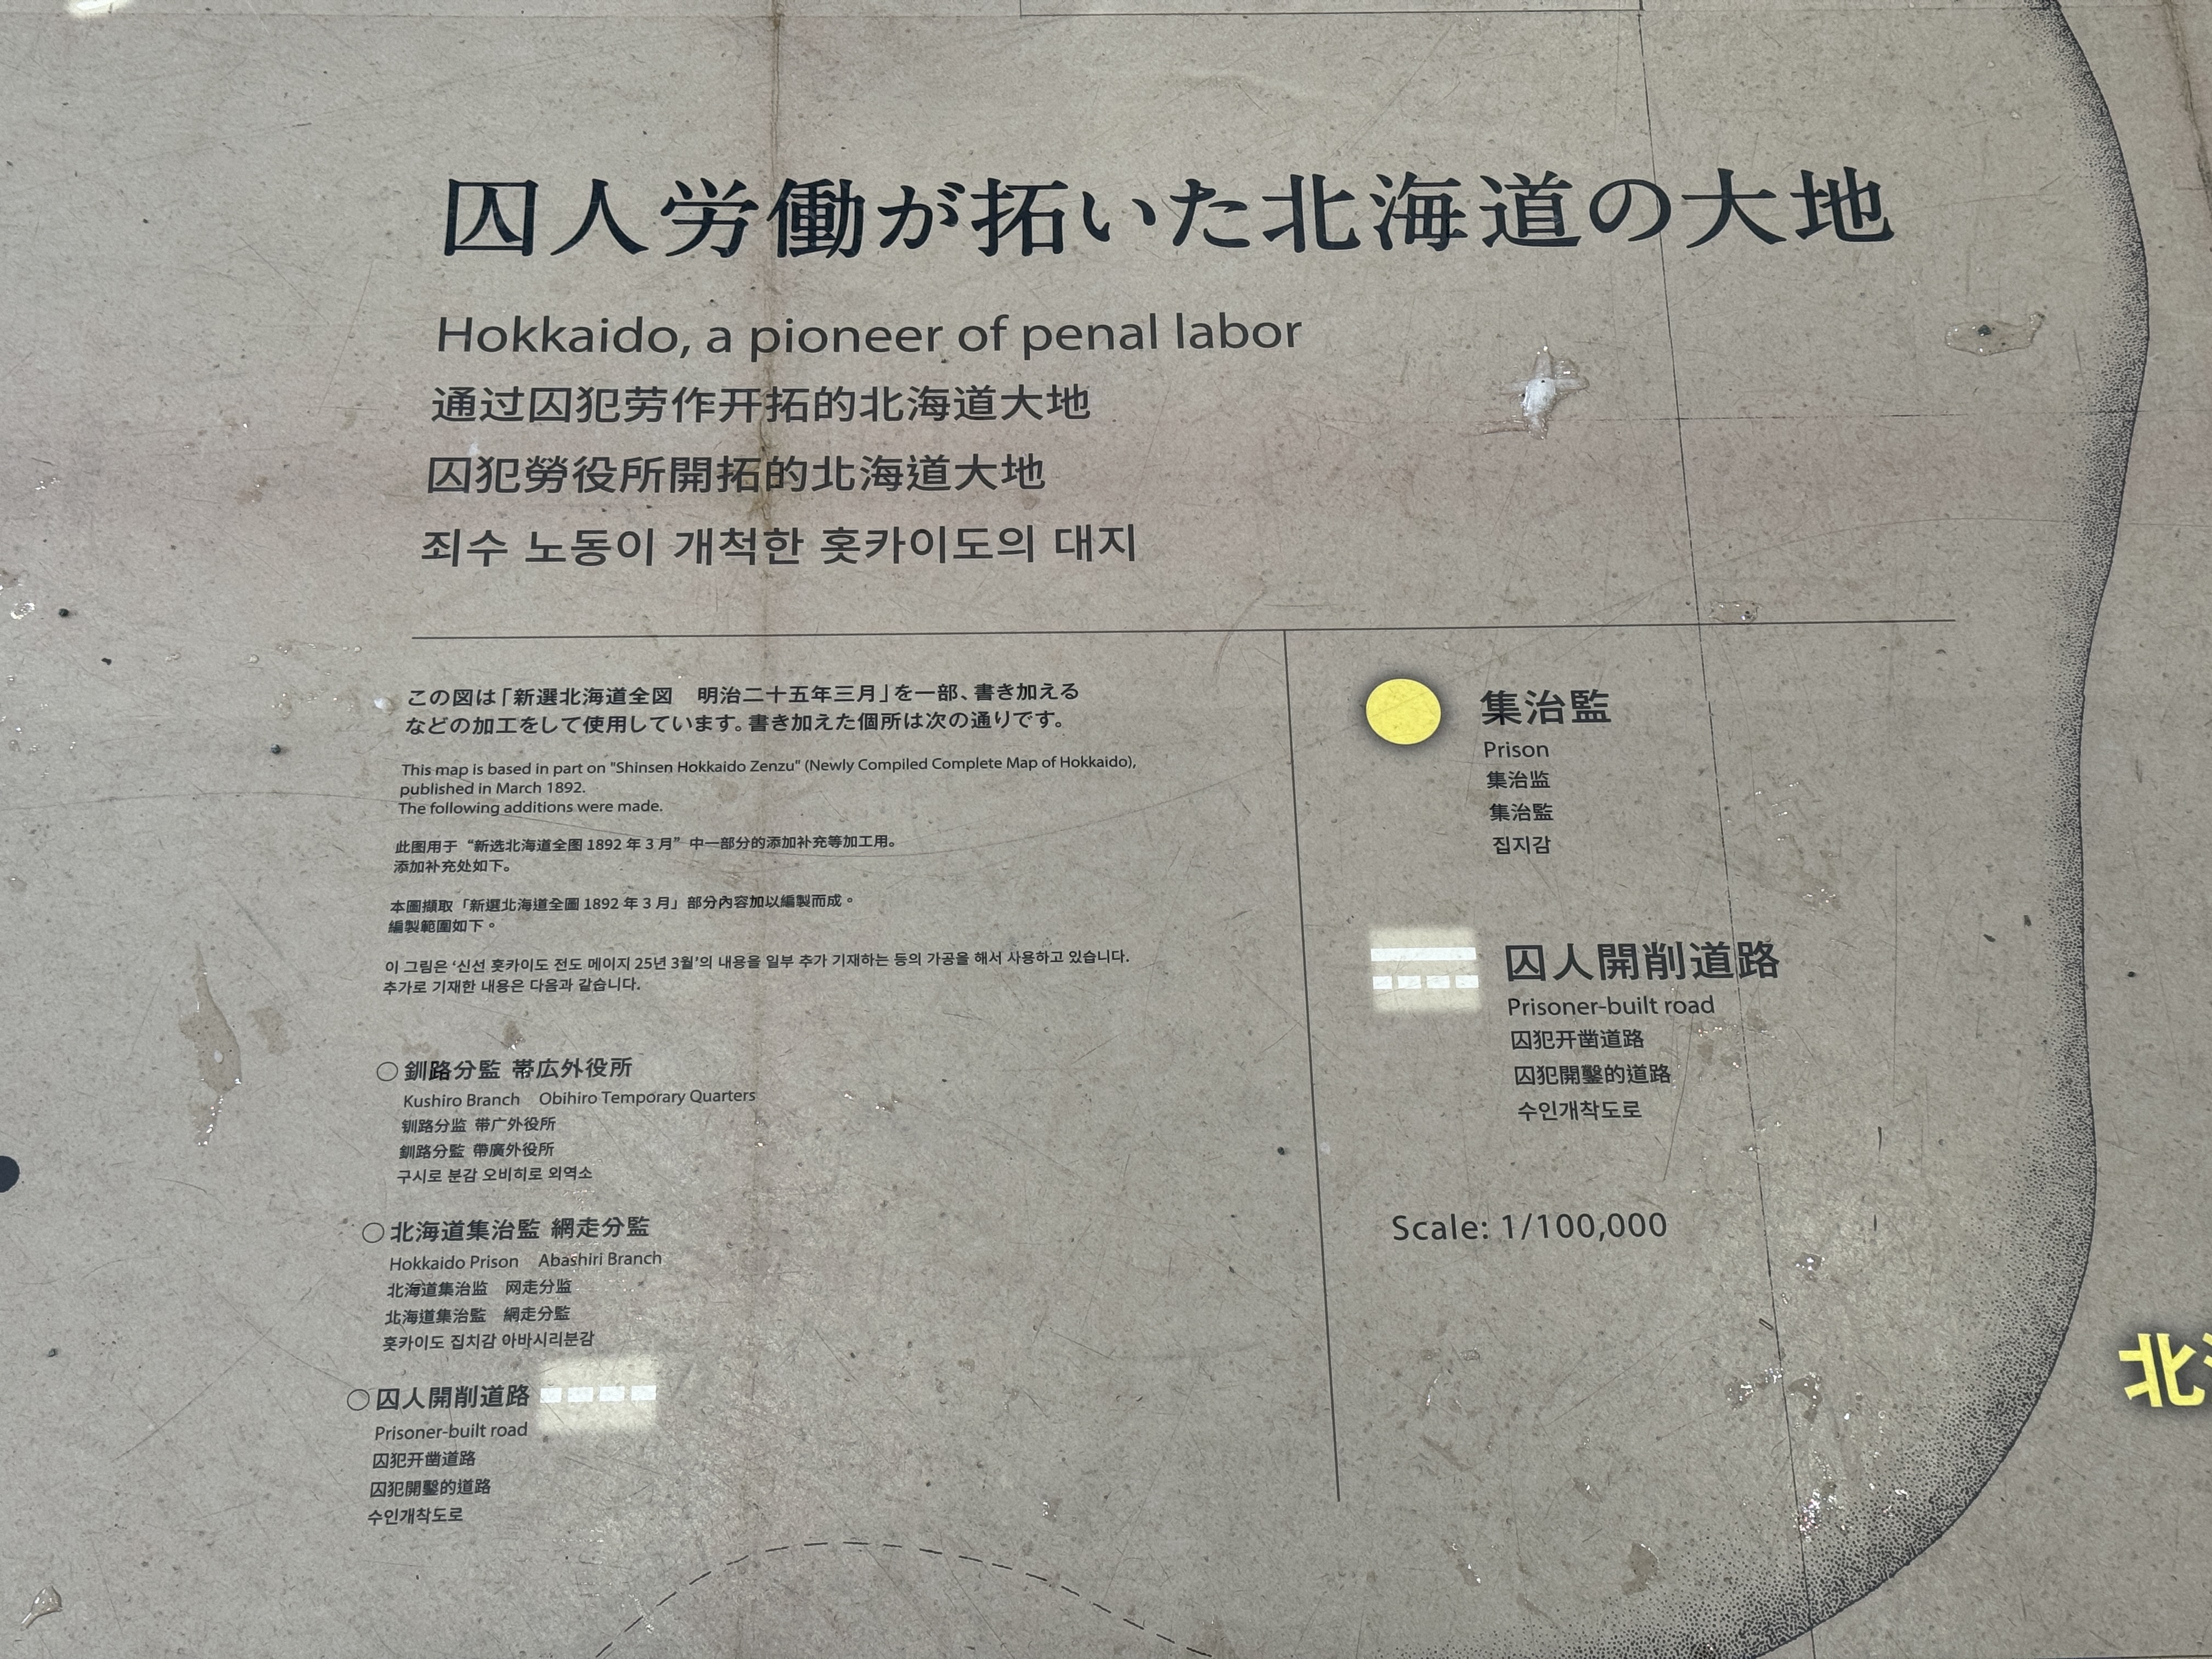 囚人労働が拓いた北海道の大地
Hokkaido, a pioneer of penal labor
通过囚犯劳作开拓的北海道大地
囚犯勞役所開拓的北海道大地
죄수 노동이 개척한 홋카이도의 대지
この図は「新選北海道全図　明治二十五年三月」を一部、書き加える
などの加工をして使用しています。書き加えた個所は次の通りです。
This map is based in part on "Shinsen Hokkaido Zenzu" (Newly Compiled Complete Map of Hokkaido),
published in March 1892.
The following additions were made.
此图用于“新选北海道全图 1892 年 3 月”中一部分的添加补充等加工用。
添加补充处如下。
本圖擷取「新選北海道全圖 1892 年 3 月」部分內容加以編製而成。
編製範圍如下。
이 그림은 ‘신선 홋카이도 전도 메이지 25년 3월’의 내용을 일부 추가 기재하는 등의 가공을 해서 사용하고 있습니다.
추가로 기재한 내용은 다음과 같습니다.
○釧路分監 帯広外役所
Kushiro Branch　Obihiro Temporary Quarters
钏路分监 带广外役所
釧路分監 帶廣外役所
구시로 분감 오비히로 외역소
○北海道集治監 網走分監
Hokkaido Prison　Abashiri Branch
北海道集治监　网走分监
北海道集治監　網走分監
홋카이도 집치감 아바시리분감
○囚人開削道路
Prisoner-built road
囚犯开凿道路
囚犯開鑿的道路
수인개착도로
集治監
Prison
集治监
集治監
집지감
囚人開削道路
Prisoner-built road
囚犯开凿道路
囚犯開鑿的道路
수인개착도로
Scale: 1/100,000
北